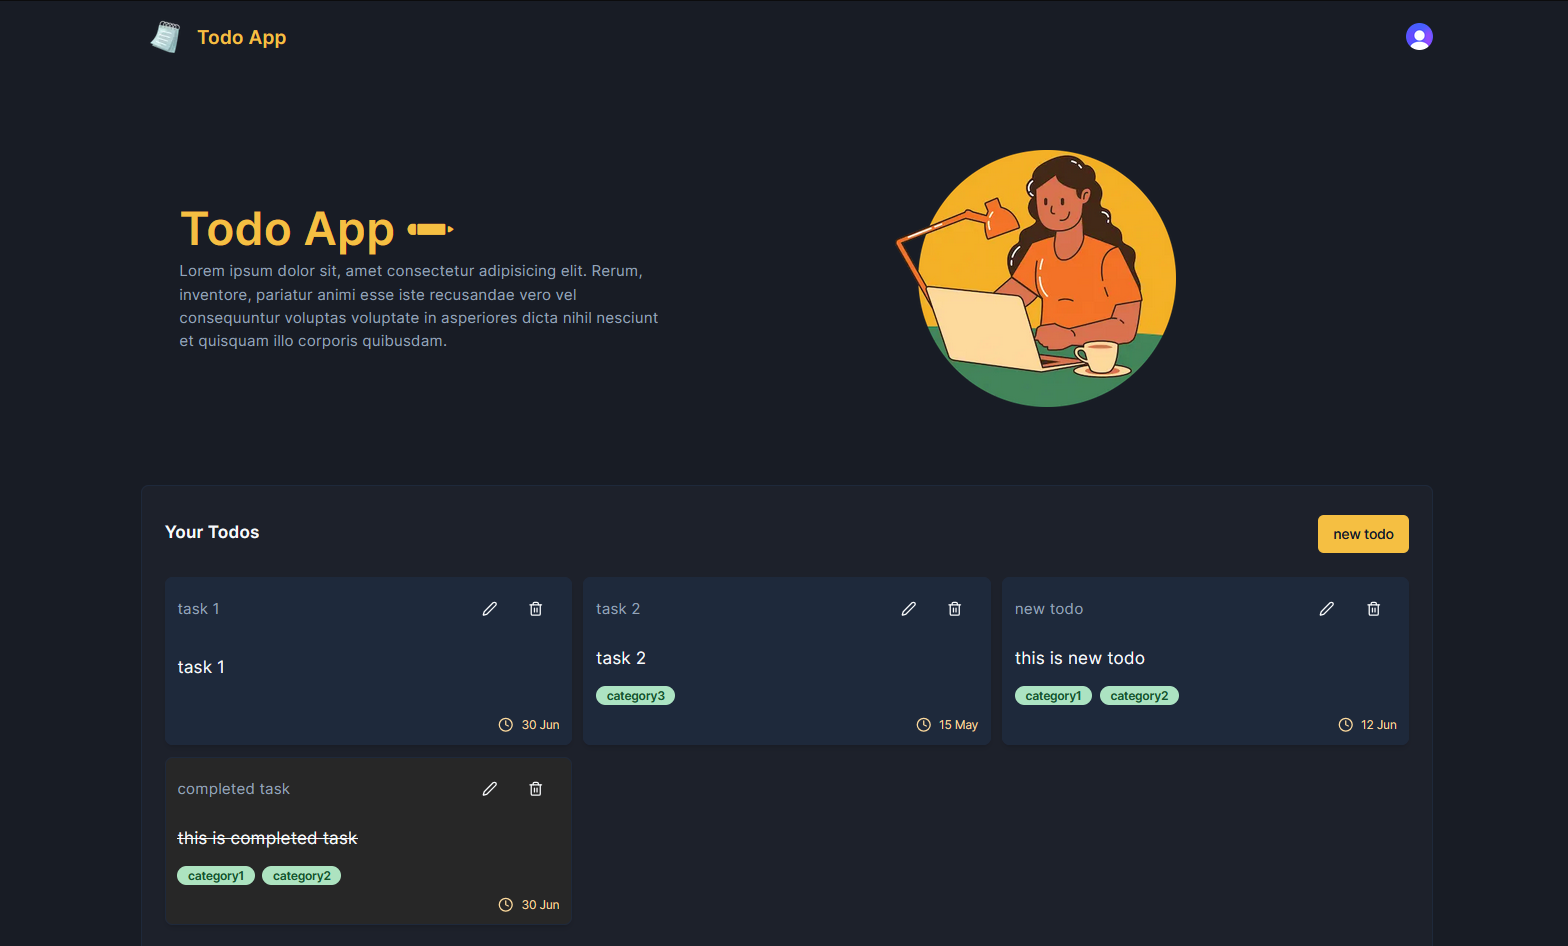 Todo App
Todo App
Lorem ipsum dolor sit, amet consectetur adipisicing elit. Rerum,
inventore, pariatur animi esse iste recusandae vero vel
consequuntur voluptas voluptate in asperiores dicta nihil nesciunt
et quisquam illo corporis quibusdam.
Your Todos
new todo
task 1
task 1
30 Jun
task 2
task 2
category3
15 May
new todo
this is new todo
category1 category2
12 Jun
completed task
this is completed task
category1 category2
30 Jun